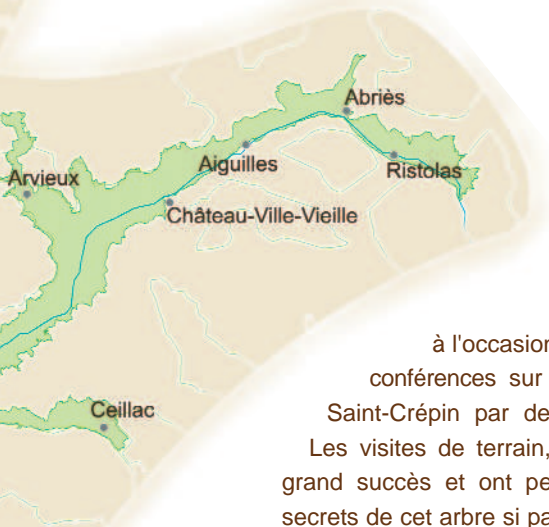 Abriès
Aiguilles
Ristolas
Arvieux
Château-Ville-Vieille
Ceillac
à l'occasion
conférences sur
Saint-Crépin par de
Les visites de terrain,
grand succès et ont pe
secrets de cet arbre si pa